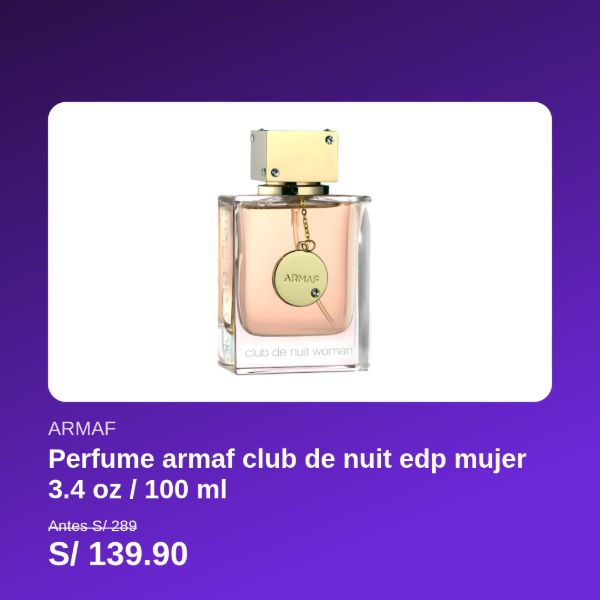 ARMAF
club de nuit woman
ARMAF
Perfume armaf club de nuit edp mujer
3.4 oz / 100 ml
Antes S/ 289
S/ 139.90